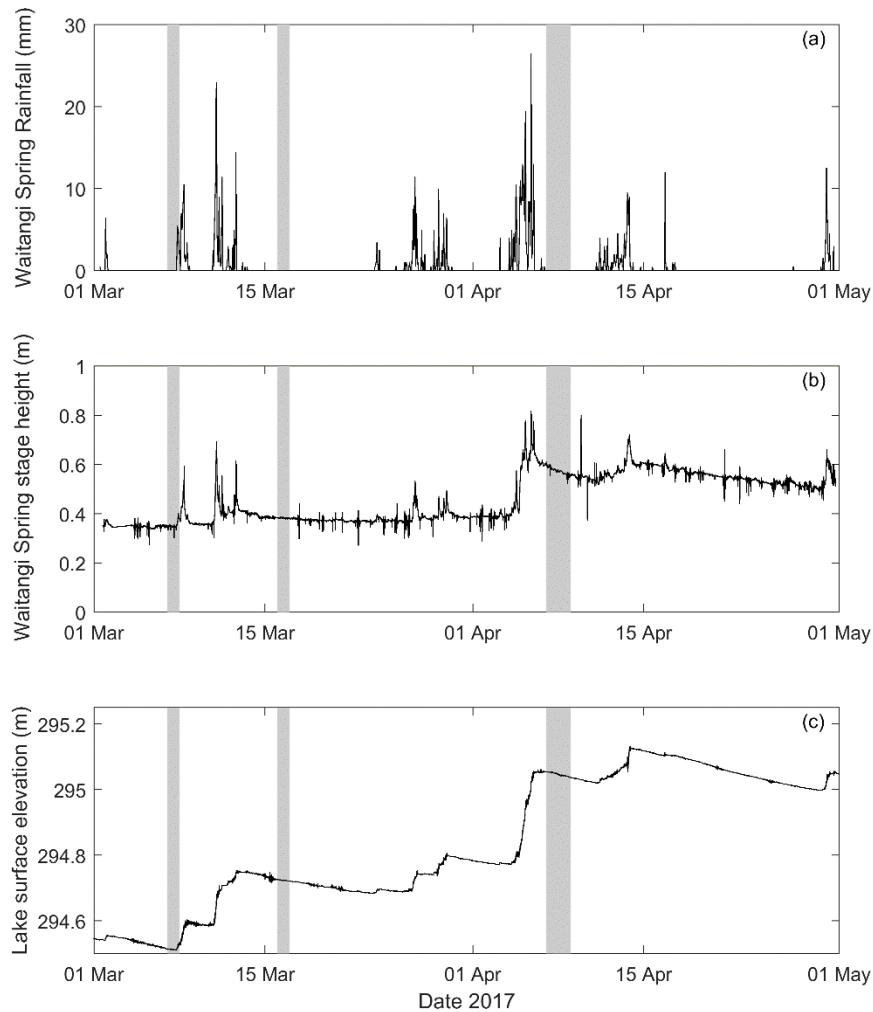 (a)
Waitangi Spring Rainfall (mm)
30
20
10
0
01 Mar 15 Mar 01 Apr 15 Apr 01 May
(b)
Waitangi Spring stage height (m)
1
0.8
0.6
0.4
0.2
0
01 Mar 15 Mar 01 Apr 15 Apr 01 May
(c)
Lake surface elevation (m)
295.2
295
294.8
294.6
01 Mar 15 Mar 01 Apr 15 Apr 01 May
Date 2017